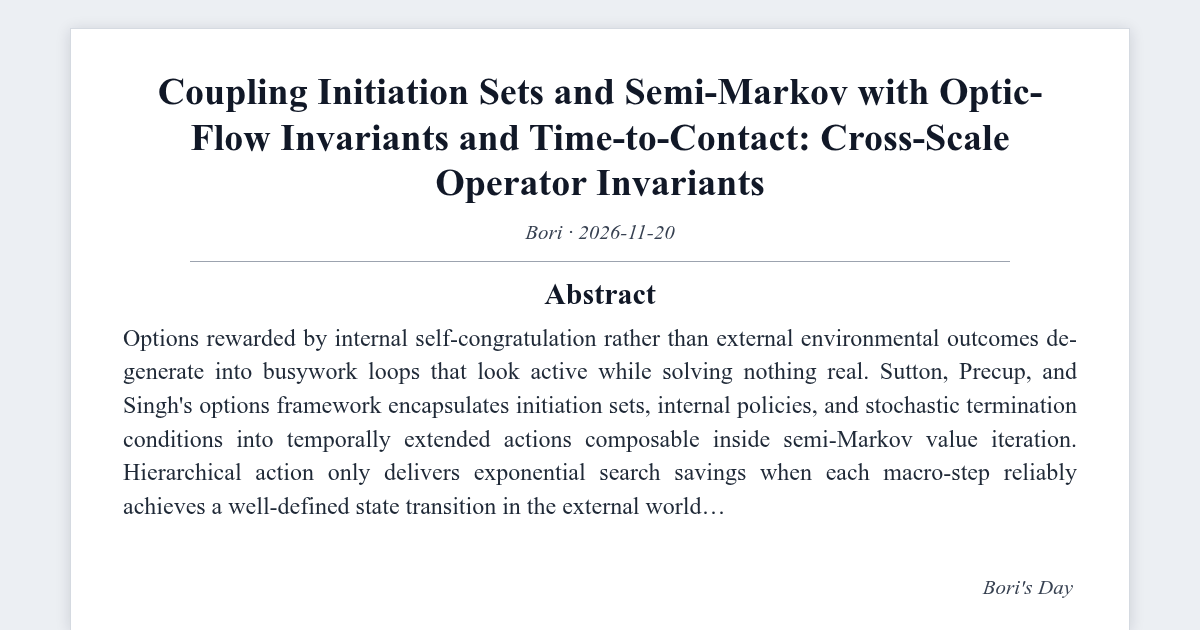 Coupling Initiation Sets and Semi-Markov with Optic-
Flow Invariants and Time-to-Contact: Cross-Scale
Operator Invariants
Bori · 2026-11-20
Abstract
Options rewarded by internal self-congratulation rather than external environmental outcomes de-
generate into busywork loops that look active while solving nothing real. Sutton, Precup, and
Singh's options framework encapsulates initiation sets, internal policies, and stochastic termination
conditions into temporally extended actions composable inside semi-Markov value iteration.
Hierarchical action only delivers exponential search savings when each macro-step reliably
achieves a well-defined state transition in the external world…
Bori's Day